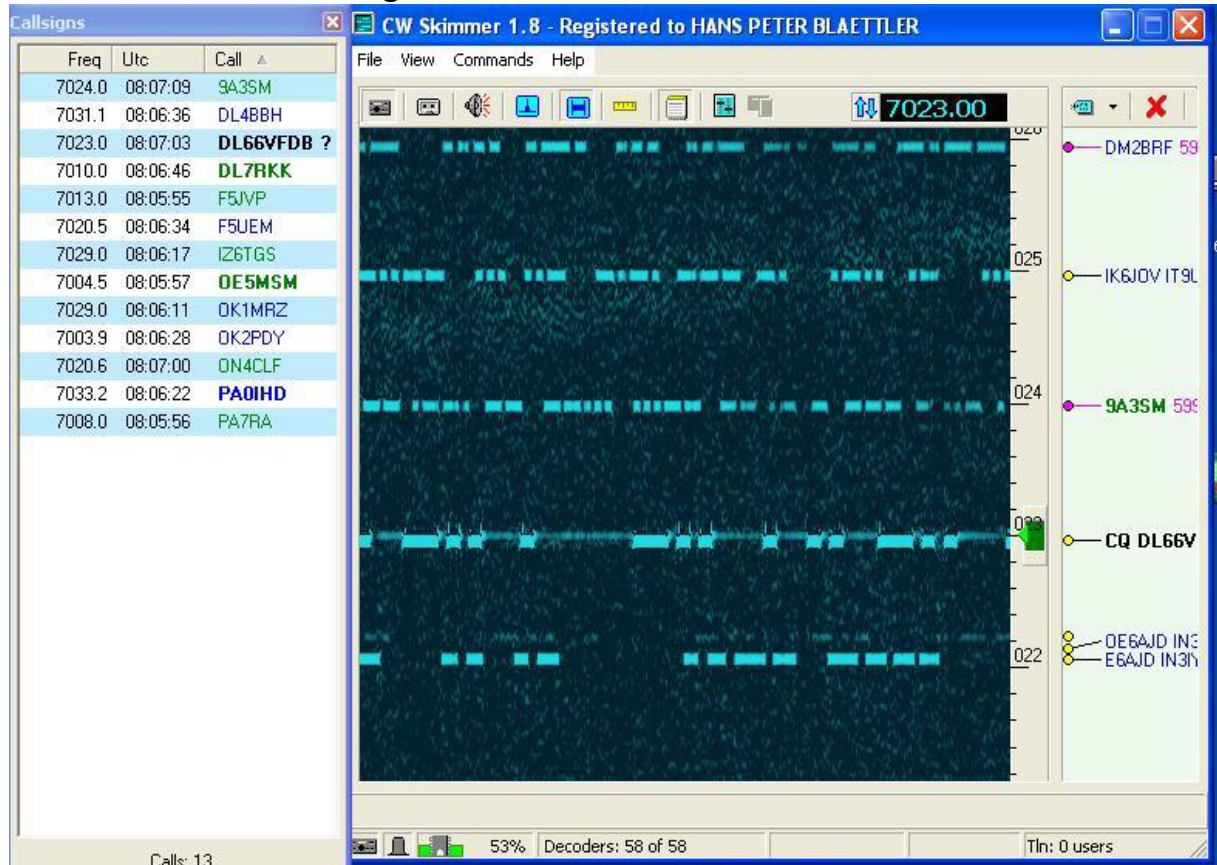 Callsigns
Freq Utc Call
7024.0 08:07:09 9A3SM
7031.1 08:06:36 DL4BBH
7023.0 08:07:03 DL66VFDB ?
7010.0 08:06:46 DL7RKK
7013.0 08:05:55 F5JVP
7020.5 08:06:34 F5UEM
7029.0 08:06:17 IZ6TGS
7004.5 08:05:57 OE5MSM
7029.0 08:06:11 OK1MRZ
7003.9 08:06:28 OK2PDY
7020.6 08:07:00 ON4CLF
7033.2 08:06:22 PA0IHD
7008.0 08:05:56 PA7RA
Calls: 13
CW Skimmer 1.8 - Registered to HANS PETER BLAETTLER
File View Commands Help
7023.00
DM2BRF 59
025 IK6JOV IT9L
024 9A3SM 599
023 CQ DL66V
OE6AJD IN3
022 E6AJD IN3IY
53% Decoders: 58 of 58 Tln: 0 users